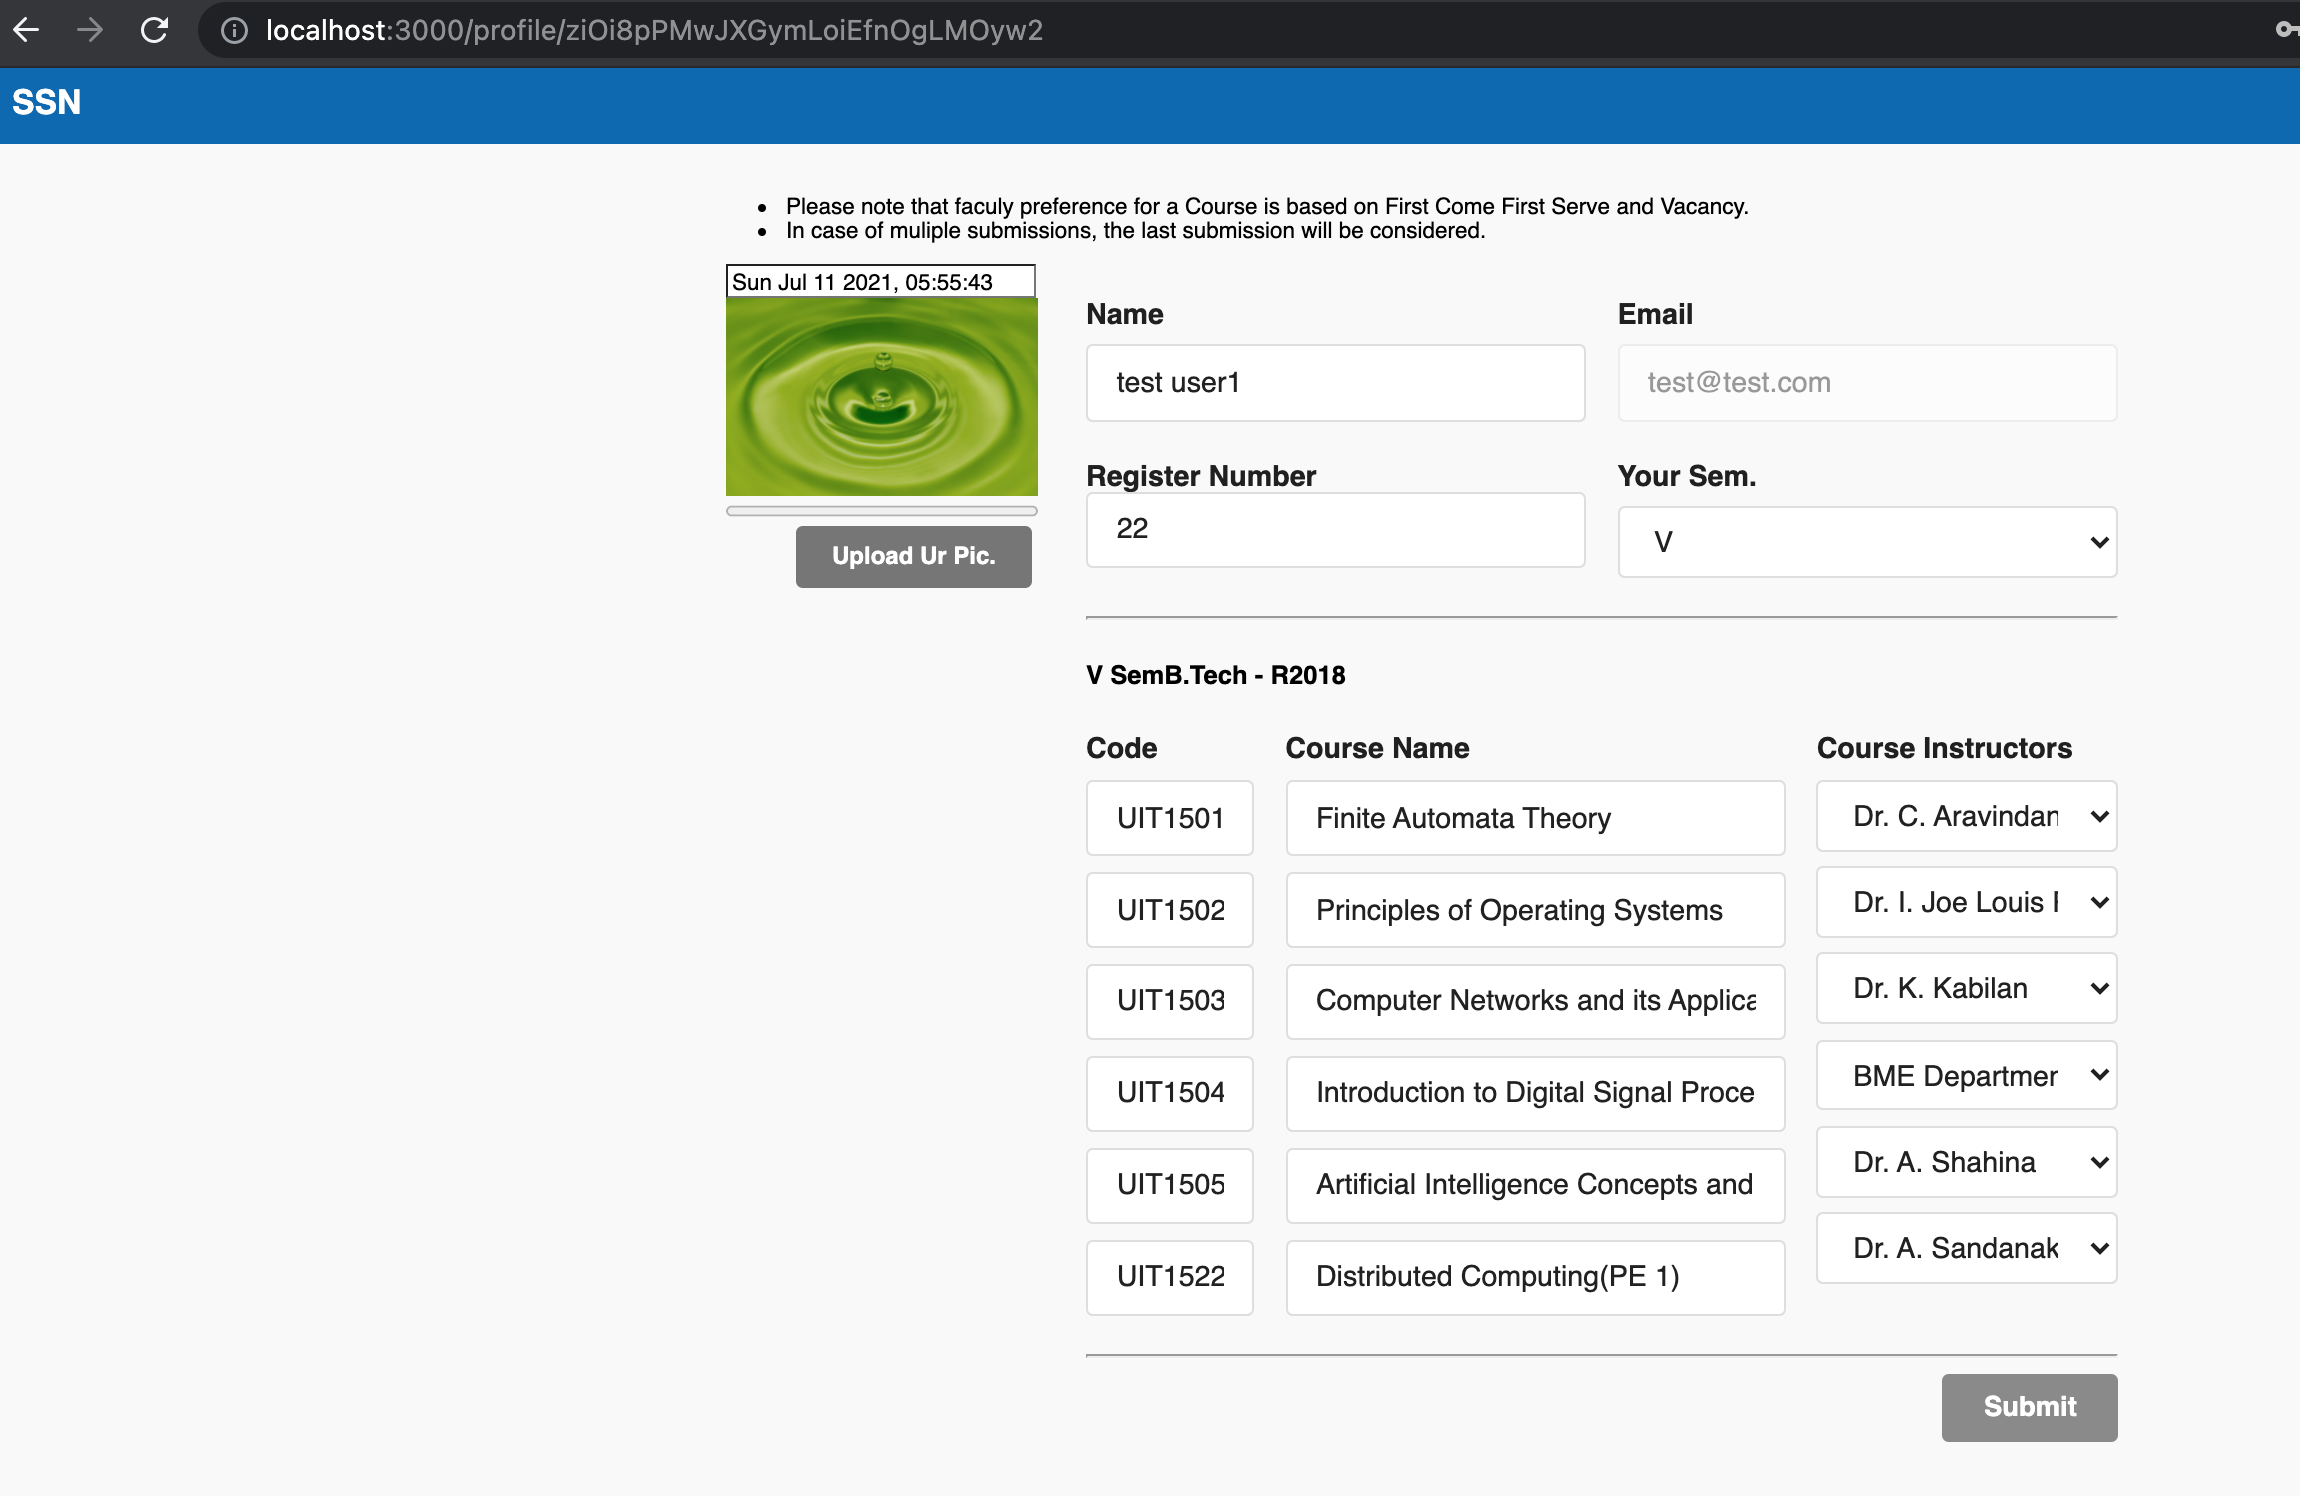 localhost:3000/profile/ziOi8pPMwJXGymLoiEfnOgLMOyw2
SSN
• Please note that faculy preference for a Course is based on First Come First Serve and Vacancy.
• In case of muliple submissions, the last submission will be considered.
Sun Jul 11 2021, 05:55:43
Upload Ur Pic.
Name Email
test user1 test@test.com
Register Number Your Sem.
22 V
V SemB.Tech - R2018
Code Course Name Course Instructors
UIT1501 Finite Automata Theory Dr. C. Aravindan
UIT1502 Principles of Operating Systems Dr. I. Joe Louis
UIT1503 Computer Networks and its Applica Dr. K. Kabilan
UIT1504 Introduction to Digital Signal Proce BME Departmer
UIT1505 Artificial Intelligence Concepts and Dr. A. Shahina
UIT1522 Distributed Computing(PE 1) Dr. A. Sandanak
Submit